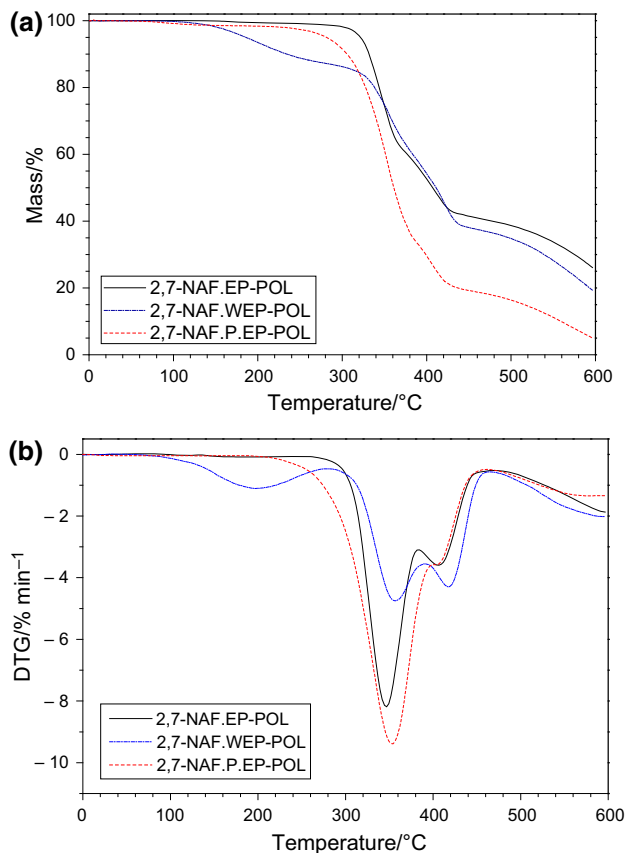 (a)
100
80
60
40
20
0
Mass/%
2,7-NAF.EP-POL
2,7-NAF.WEP-POL
2,7-NAF.P.EP-POL
0 100 200 300 400 500 600
Temperature/°C
(b)
0
– 2
– 4
– 6
– 8
– 10
DTG/% min–1
2,7-NAF.EP-POL
2,7-NAF.WEP-POL
2,7-NAF.P.EP-POL
0 100 200 300 400 500 600
Temperature/°C